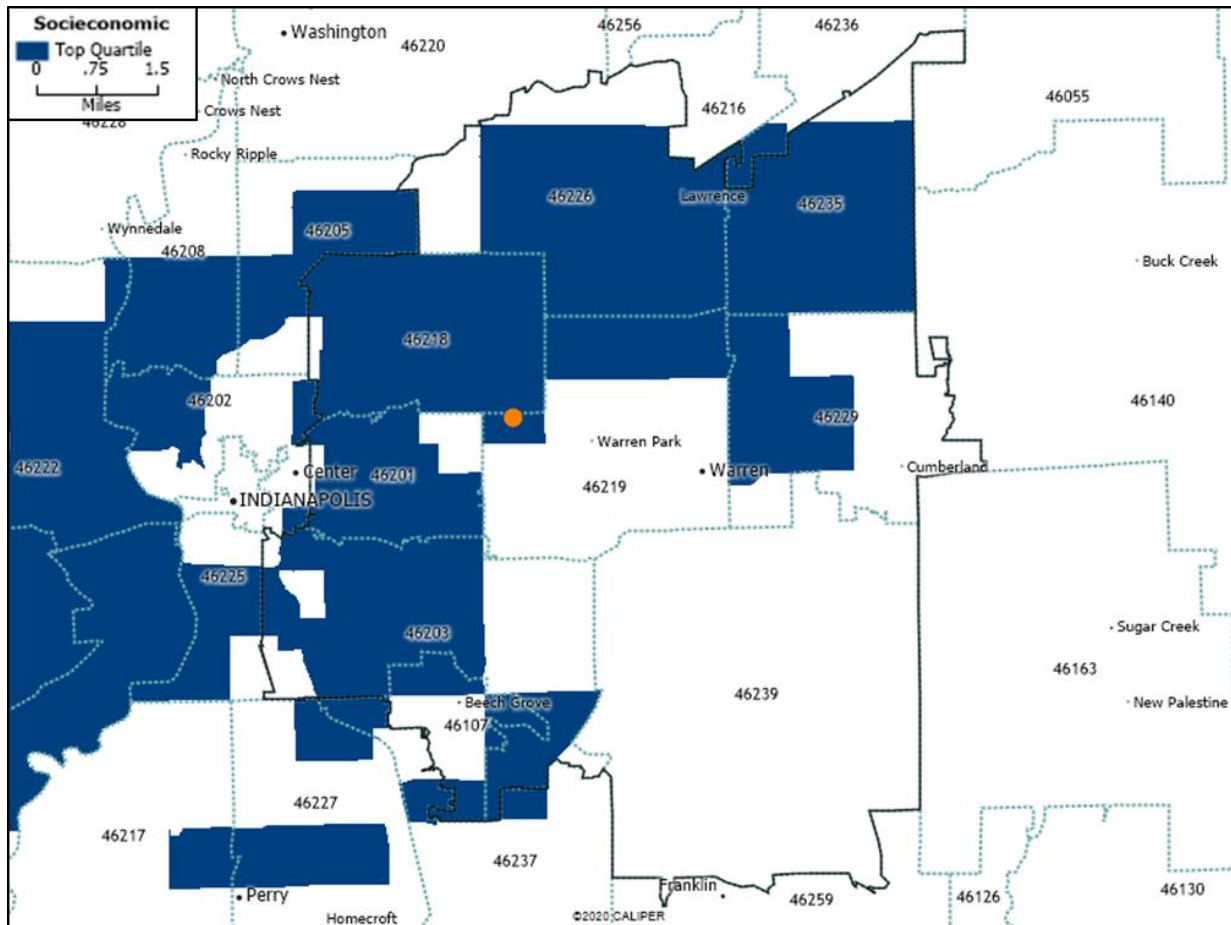 Socieconomic
Top Quartile
0 .75 1.5
Miles
Washington
46220
46256
46236
North Crows Nest
Crows Nest
46228
46216
46055
Rocky Ripple
46226
Lawrence
46235
Wynnedale
46205
46208
Buck Creek
46218
46202
46229
46140
Warren Park
Center
46201
Warren
Cumberland
46222
46219
INDIANAPOLIS
46225
46203
Sugar Creek
46163
46239
Beech Grove
New Palestine
46107
46227
46217
46237
Perry
Franklin
46259
46126
46130
Homecroft
©2020 CALIPER